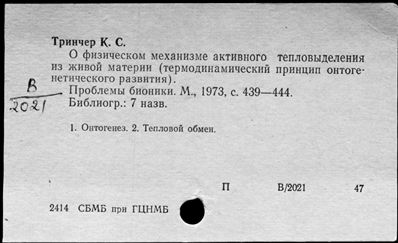 Тринчер К. С.
О физическом механизме активного тепловыделения
из живой материи (термодинамический принцип онтоге-
нетического развития).
В
2021
Проблемы бионики. М., 1973, с. 439—444.
Библиогр.: 7 назв.
1. Онтогенез. 2. Тепловой обмен.
П В/2021 47
2414 СБМБ при ГЦНМБ